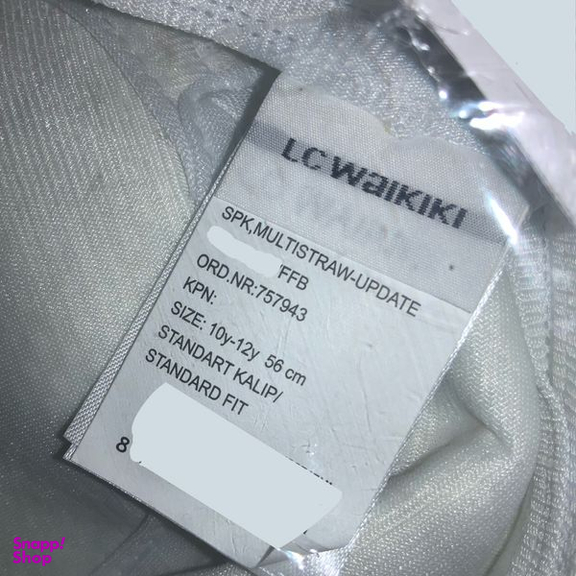 LC WAIKIKI
SPK,MULTISTRAW-UPDATE
FFB
ORD.NR:757943
KPN:
SIZE: 10y-12y 56 cm
STANDART KALIP/
STANDARD FIT
8
Snapp!
Shop